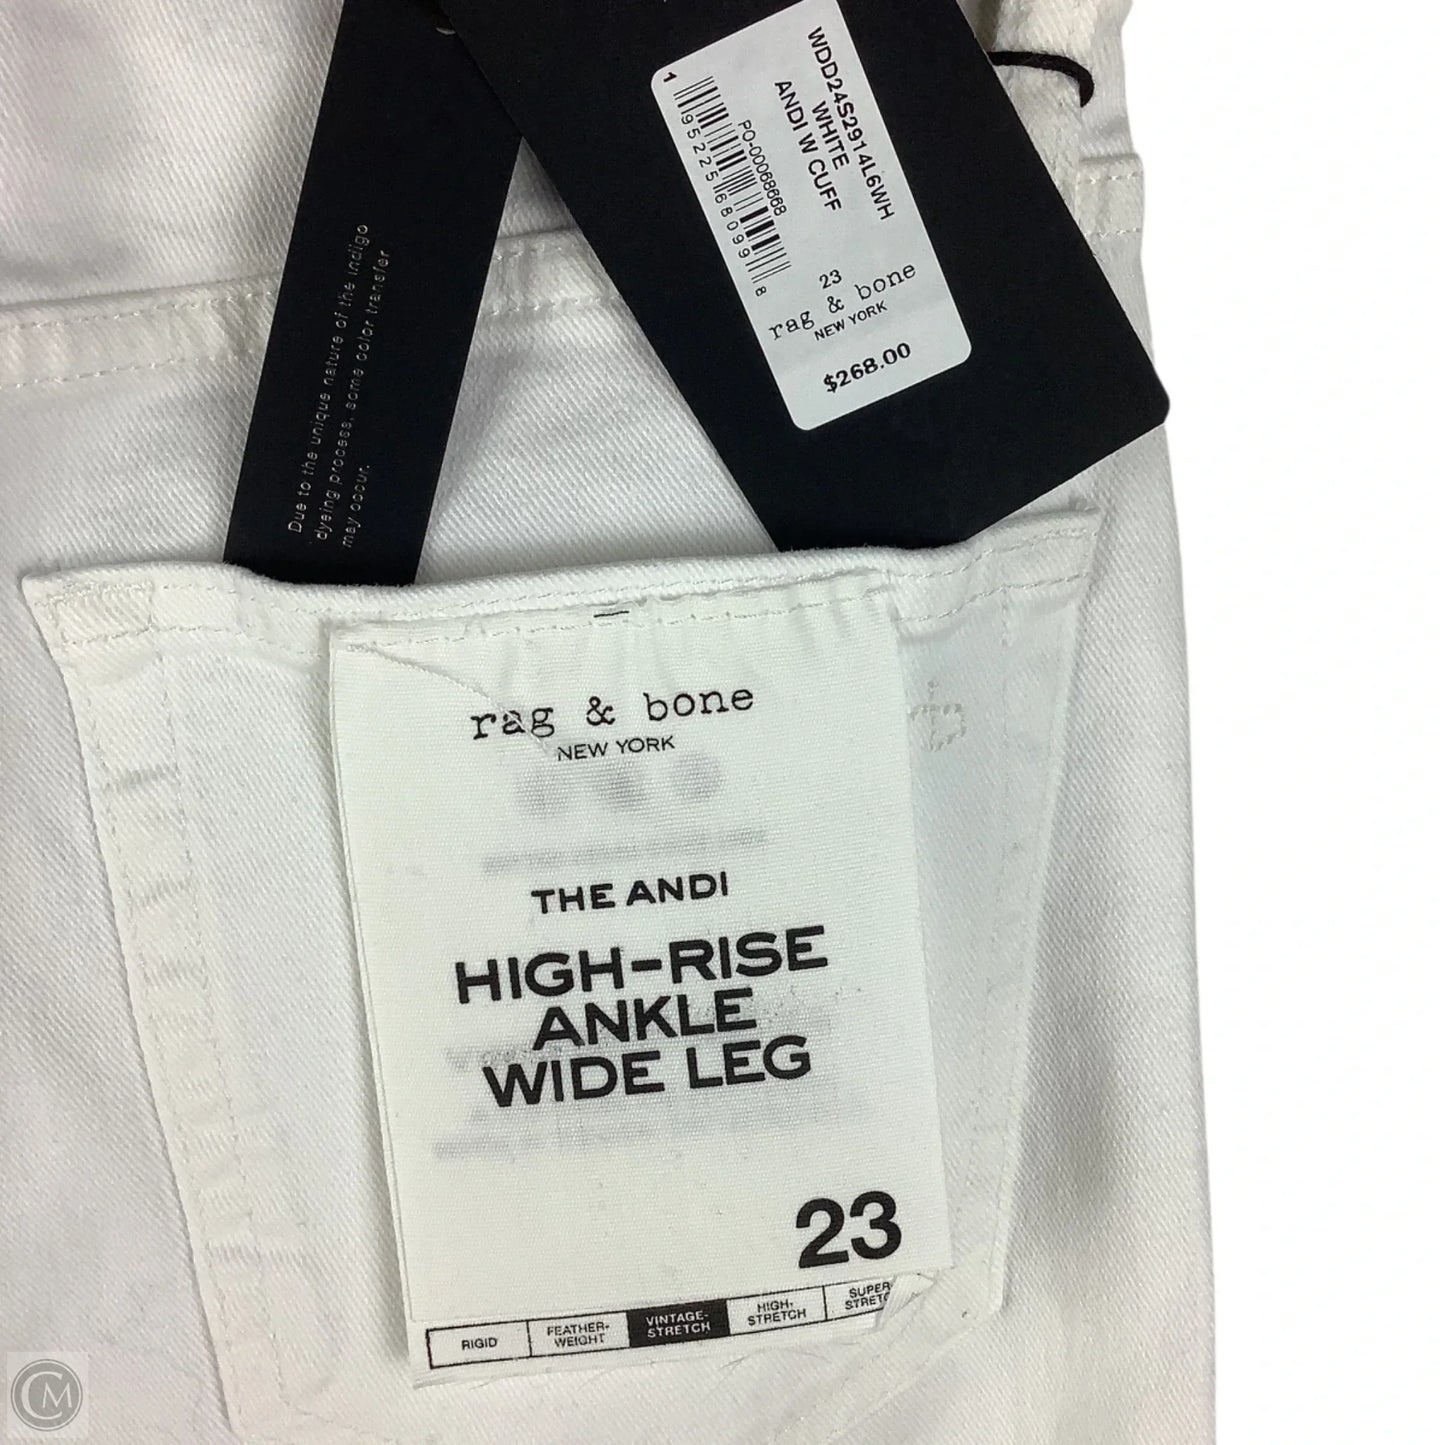 WDD24S2914L6WH
WHITE
ANDI W CUFF
PO-00068668
1 95225 68099 8
23
rag & bone
NEW YORK
$268.00
Due to the unique nature of the indigo
dyeing process, some color transfer
may occur.
rag & bone
NEW YORK
THE ANDI
HIGH-RISE
ANKLE
WIDE LEG
23
RIGID
FEATHER-
WEIGHT
VINTAGE-
STRETCH
HIGH-
STRETCH
SUPER
STRETC
CM